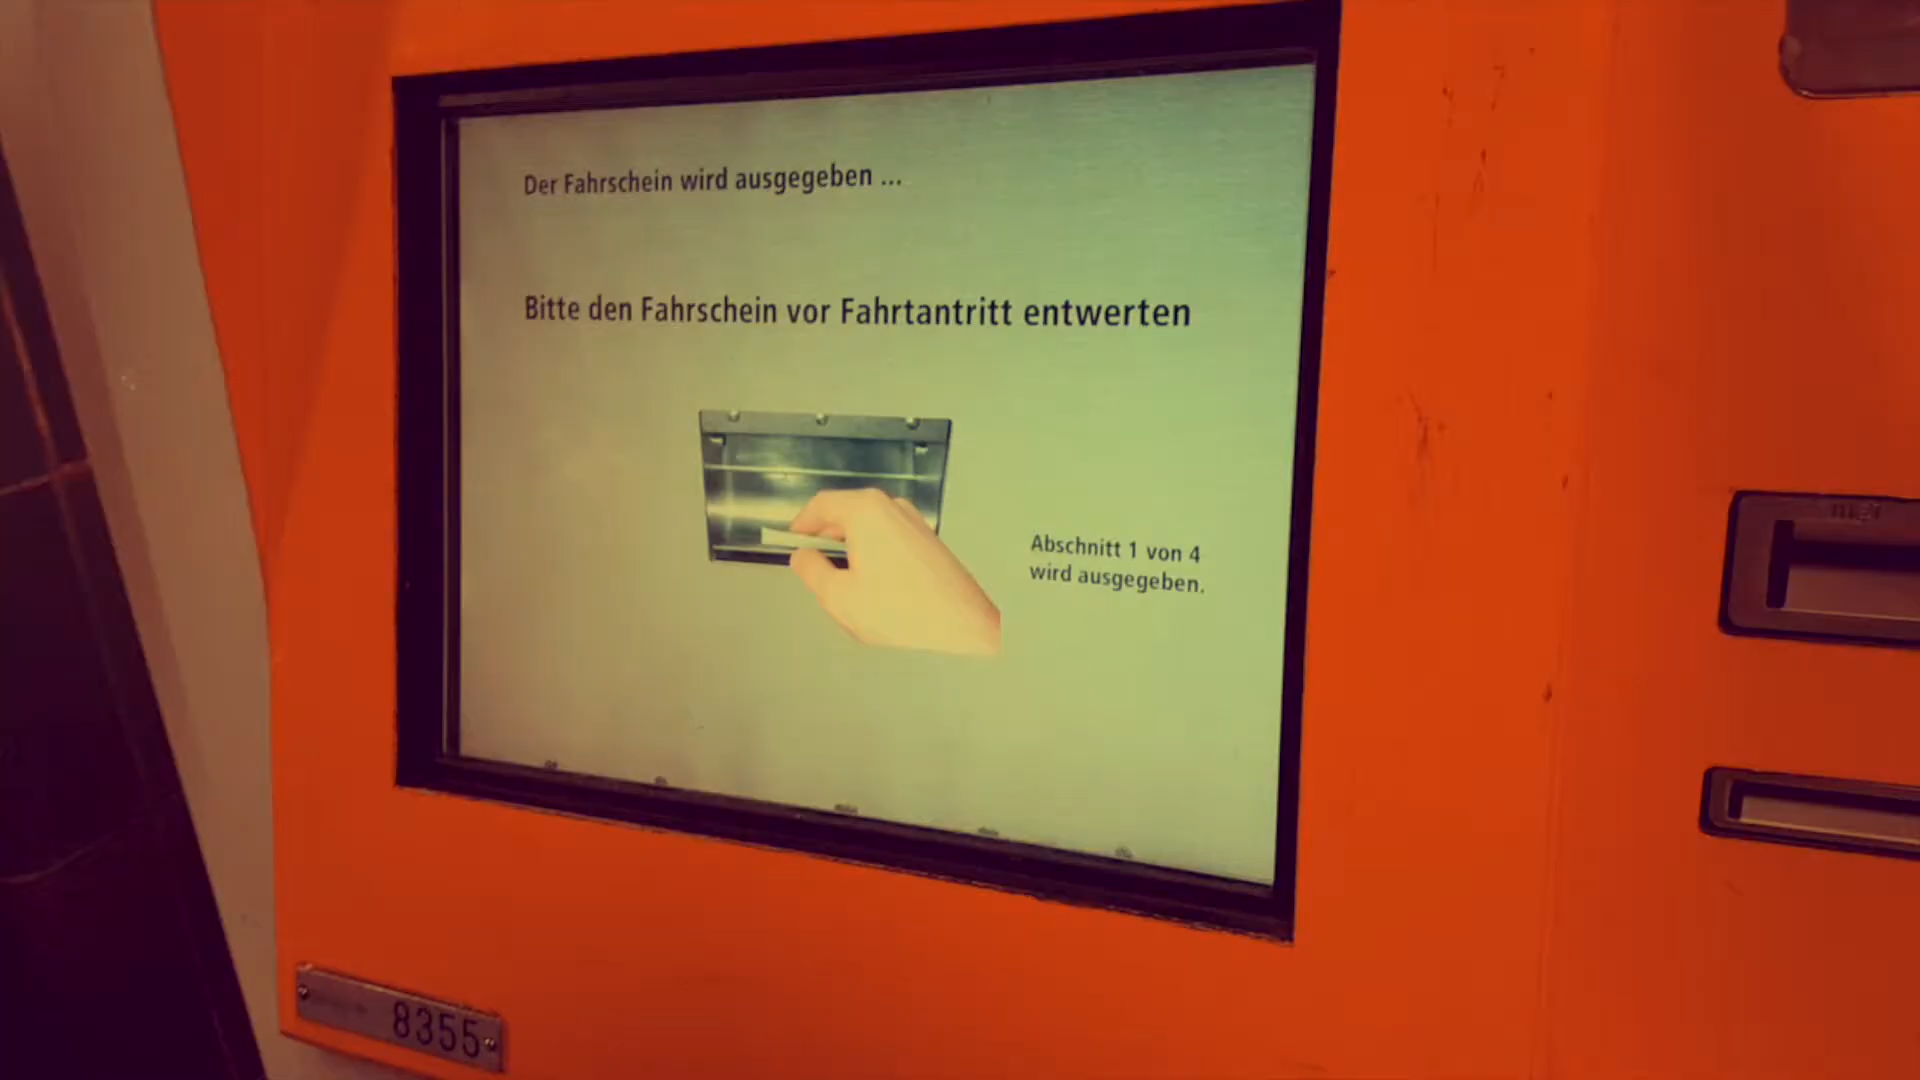 Der Fahrschein wird ausgegeben ...
Bitte den Fahrschein vor Fahrtantritt entwerten
Abschnitt 1 von 4
wird ausgegeben.
8355